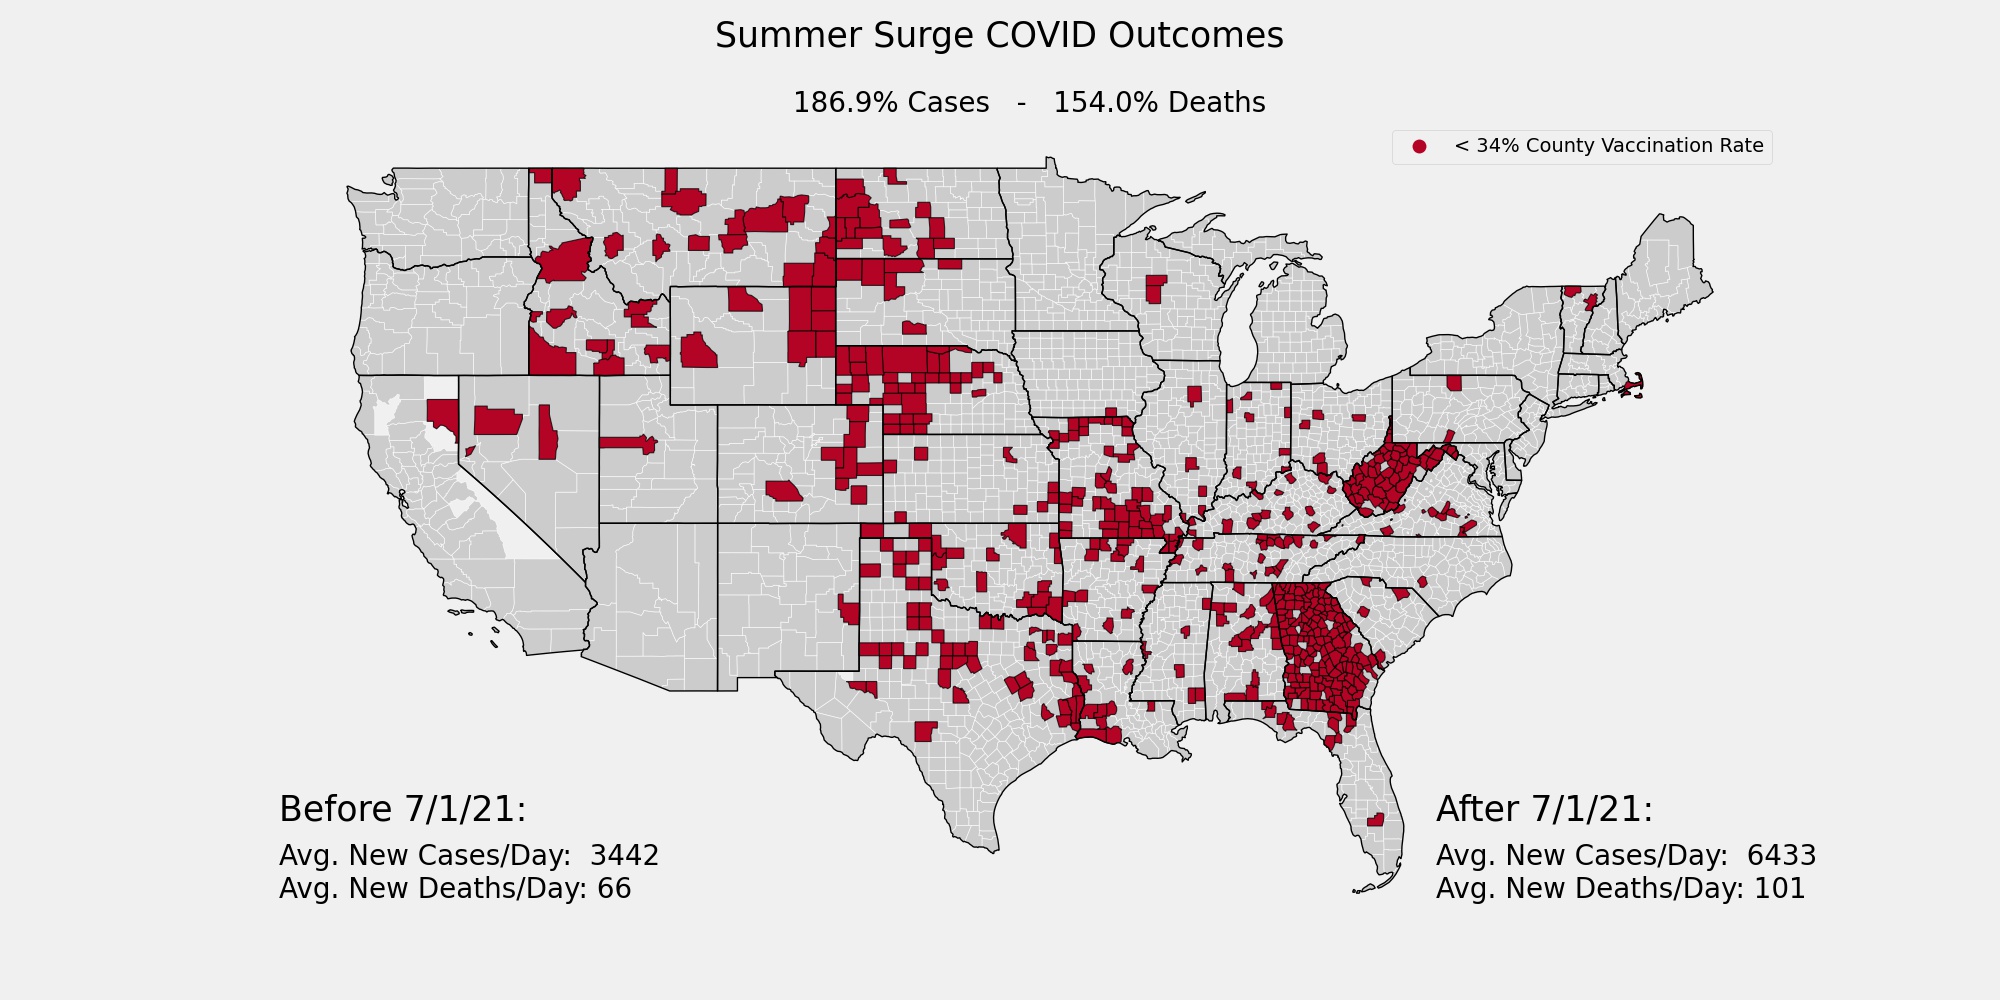 Summer Surge COVID Outcomes
186.9% Cases - 154.0% Deaths
< 34% County Vaccination Rate
Before 7/1/21:
Avg. New Cases/Day: 3442
Avg. New Deaths/Day: 66
After 7/1/21:
Avg. New Cases/Day: 6433
Avg. New Deaths/Day: 101